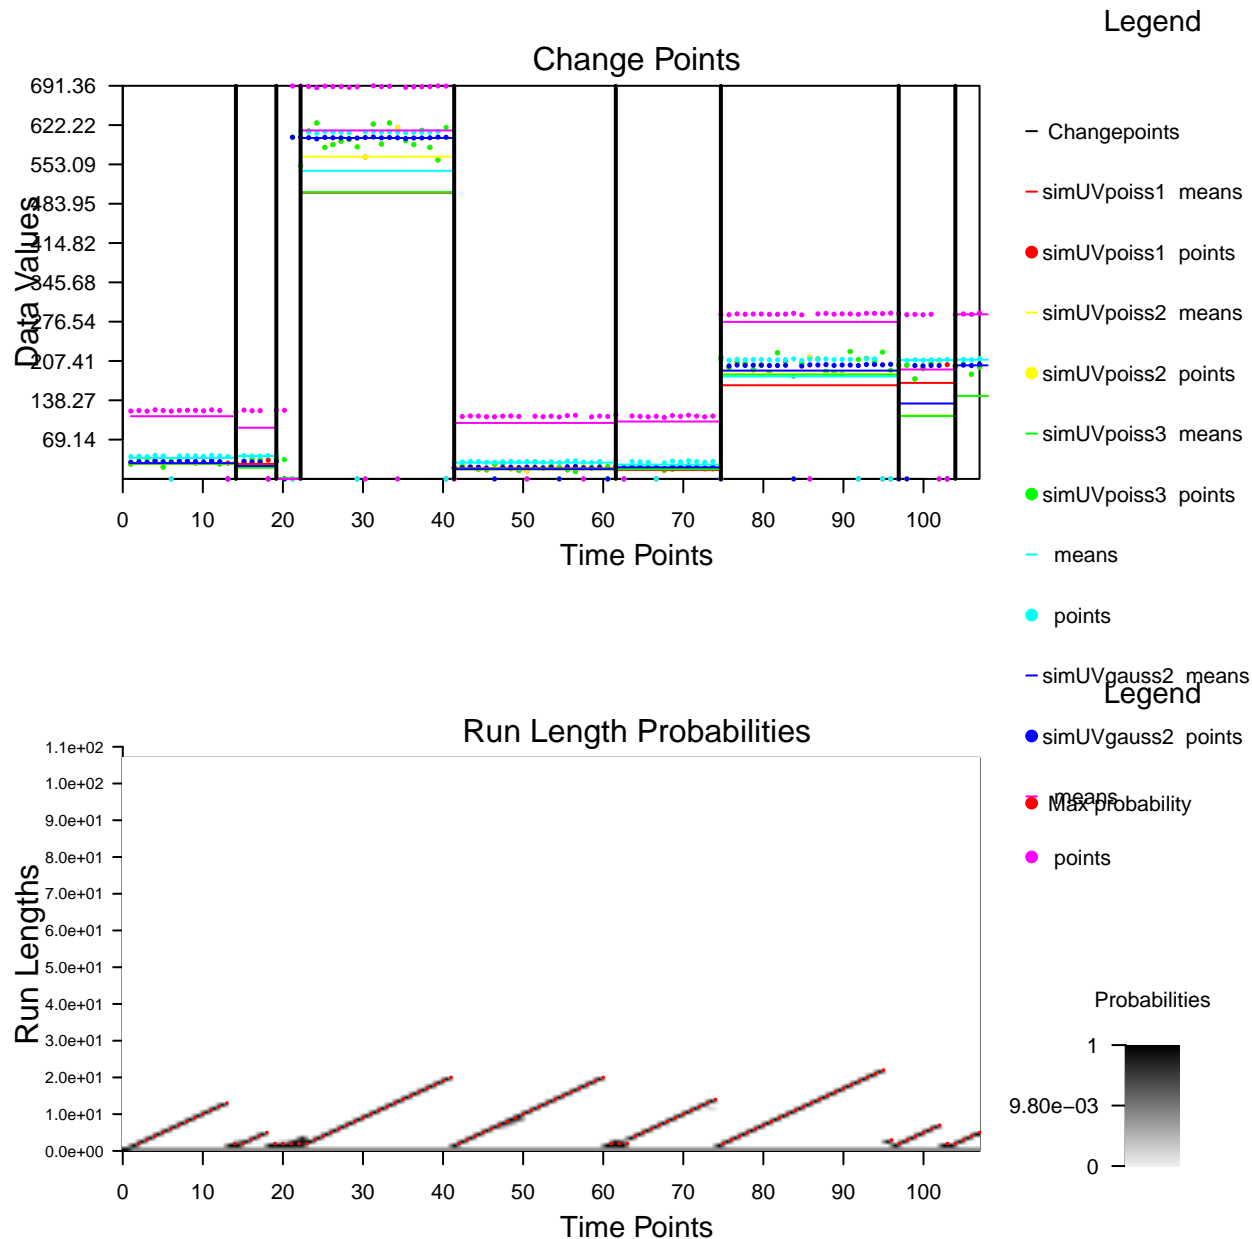 Legend
Change Points
691.36
622.22
553.09
483.95
414.82
345.68
276.54
207.41
138.27
69.14
Data Values
0 10 20 30 40 50 60 70 80 90 100
Time Points
Changepoints
simUVpoiss1 means
simUVpoiss1 points
simUVpoiss2 means
simUVpoiss2 points
simUVpoiss3 means
simUVpoiss3 points
means
points
simUVgauss2 means
Legend
simUVgauss2 points
means
Max probability
points
Run Length Probabilities
1.1e+02
1.0e+02
9.0e+01
8.0e+01
7.0e+01
6.0e+01
5.0e+01
4.0e+01
3.0e+01
2.0e+01
1.0e+01
0.0e+00
Run Lengths
0 10 20 30 40 50 60 70 80 90 100
Time Points
Probabilities
1
9.80e−03
0